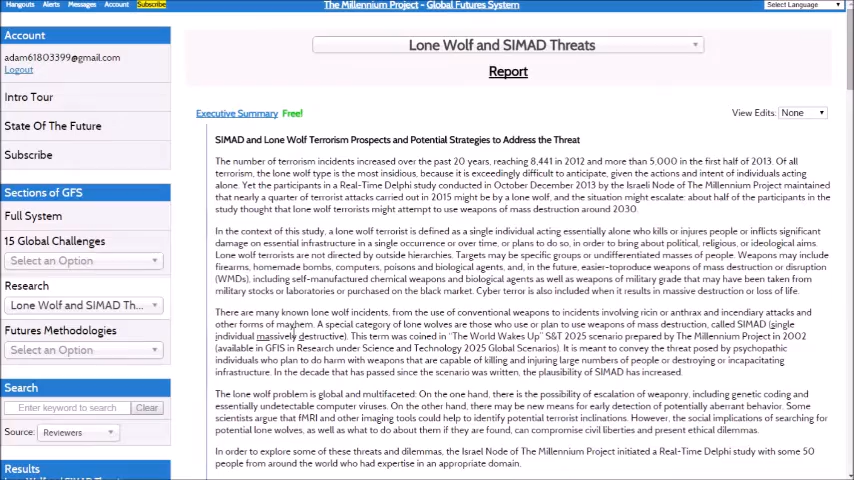 Hangouts Alerts Messages Account Subscribe
The Millennium Project - Global Futures System
Select Language
Account
adam61803399@gmail.com
Logout
Intro Tour
State Of The Future
Subscribe
Sections of GFS
Full System
15 Global Challenges
Select an Option
Research
Lone Wolf and SIMAD Th...
Futures Methodologies
Select an Option
Search
Enter keyword to search Clear
Source: Reviewers
Results
Lone Wolf and SIMAD Threats
Report
Executive Summary Free!
View Edits: None
SIMAD and Lone Wolf Terrorism Prospects and Potential Strategies to Address the Threat
The number of terrorism incidents increased over the past 20 years, reaching 8,441 in 2012 and more than 5,000 in the first half of 2013. Of all
terrorism, the lone wolf type is the most insidious, because it is exceedingly difficult to anticipate, given the actions and intent of individuals acting
alone. Yet the participants in a Real-Time Delphi study conducted in October December 2013 by the Israeli Node of The Millennium Project maintained
that nearly a quarter of terrorist attacks carried out in 2015 might be by a lone wolf, and the situation might escalate: about half of the participants in the
study thought that lone wolf terrorists might attempt to use weapons of mass destruction around 2030.
In the context of this study, a lone wolf terrorist is defined as a single individual acting essentially alone who kills or injures people or inflicts significant
damage on essential infrastructure in a single occurrence or over time, or plans to do so, in order to bring about political, religious, or ideological aims.
Lone wolf terrorists are not directed by outside hierarchies. Targets may be specific groups or undifferentiated masses of people. Weapons may include
firearms, homemade bombs, computers, poisons and biological agents, and, in the future, easier-toproduce weapons of mass destruction or disruption
(WMDs), including self-manufactured chemical weapons and biological agents as well as weapons of military grade that may have been taken from
military stocks or laboratories or purchased on the black market. Cyber terror is also included when it results in massive destruction or loss of life.
There are many known lone wolf incidents, from the use of conventional weapons to incidents involving ricin or anthrax and incendiary attacks and
other forms of mayhem. A special category of lone wolves are those who use or plan to use weapons of mass destruction, called SIMAD (single
individual massively destructive). This term was coined in “The World Wakes Up” S&T 2025 scenario prepared by The Millennium Project in 2002
(available in GFIS in Research under Science and Technology 2025 Global Scenarios). It is meant to convey the threat posed by psychopathic
individuals who plan to do harm with weapons that are capable of killing and injuring large numbers of people or destroying or incapacitating
infrastructure. In the decade that has passed since the scenario was written, the plausibility of SIMAD has increased.
The lone wolf problem is global and multifaceted: On the one hand, there is the possibility of escalation of weaponry, including genetic coding and
essentially undetectable computer viruses. On the other hand, there may be new means for early detection of potentially aberrant behavior. Some
scientists argue that fMRI and other imaging tools could help to identify potential terrorist inclinations. However, the social implications of searching for
potential lone wolves, as well as what to do about them if they are found, can compromise civil liberties and present ethical dilemmas.
In order to explore some of these threats and dilemmas, the Israel Node of The Millennium Project initiated a Real-Time Delphi study with some 50
people from around the world who had expertise in an appropriate domain.